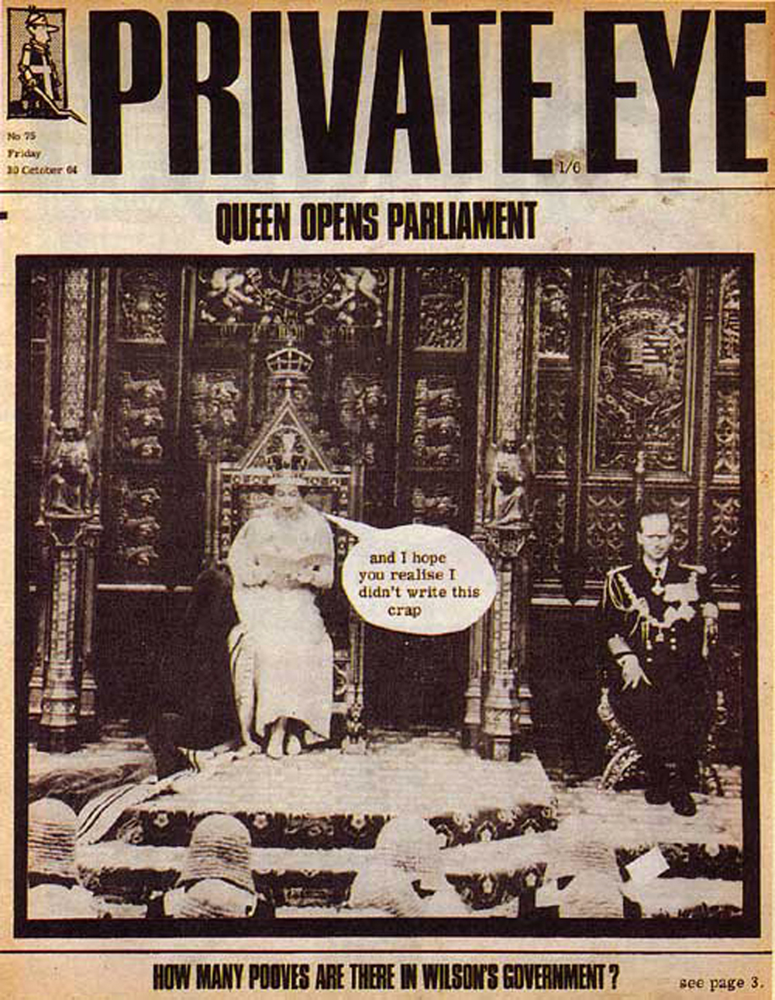 PRIVATE EYE
No 75
Friday
30 October 64
1/6
QUEEN OPENS PARLIAMENT
and I hope
you realise I
didn't write this
crap
HOW MANY POOVES ARE THERE IN WILSON'S GOVERNMENT?
see page 3.